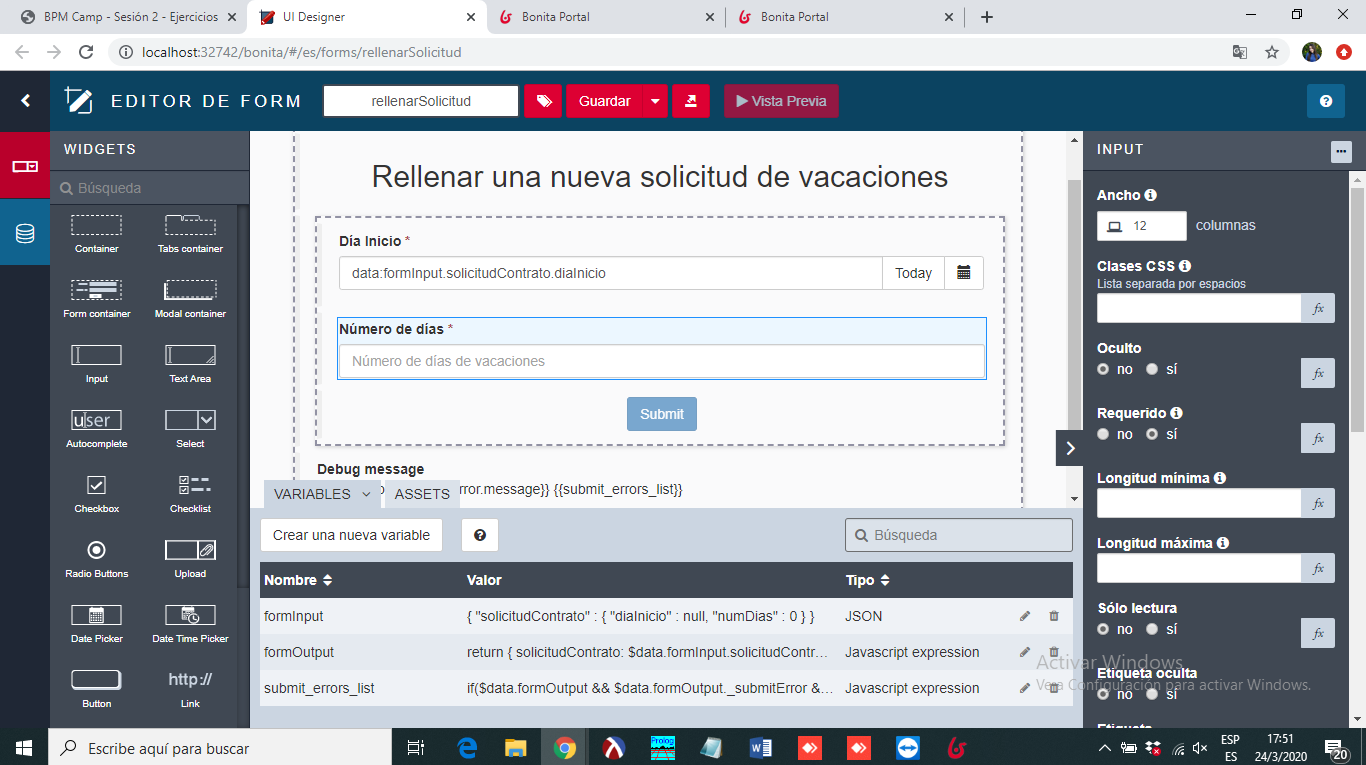 BPM Camp - Sesión 2 - Ejercicios
UI Designer
Bonita Portal
Bonita Portal
localhost:32742/bonita/#/es/forms/rellenarSolicitud
EDITOR DE FORM
rellenarSolicitud
Guardar
Vista Previa
?
WIDGETS
Búsqueda
Container
Tabs container
Form container
Modal container
Input
Text Area
user
Autocomplete
Select
Checkbox
Checklist
Radio Buttons
Upload
Date Picker
Date Time Picker
http://
Button
Link
Rellenar una nueva solicitud de vacaciones
Día Inicio *
data:formInput.solicitudContrato.diaInicio
Today
Número de días *
Número de días de vacaciones
Submit
Debug message
rror.message}} {{submit_errors_list}}
VARIABLES
ASSETS
Crear una nueva variable
?
Búsqueda
Nombre
Valor
Tipo
formInput
{ "solicitudContrato" : { "diaInicio" : null, "numDias" : 0 } }
JSON
formOutput
return { solicitudContrato: $data.formInput.solicitudContr...
Javascript expression
submit_errors_list
if($data.formOutput && $data.formOutput._submitError &...
Javascript expression
INPUT
...
Ancho
12
columnas
Clases CSS
Lista separada por espacios
fx
Oculto
no sí
fx
Requerido
no sí
fx
Longitud mínima
fx
Longitud máxima
fx
Sólo lectura
no sí
fx
Activar Windows
Etiqueta oculta
Ve a Configuración para activar Windows.
no sí
Etiqueta
Escribe aquí para buscar
Prolog
ESP
ES
17:51
24/3/2020
20